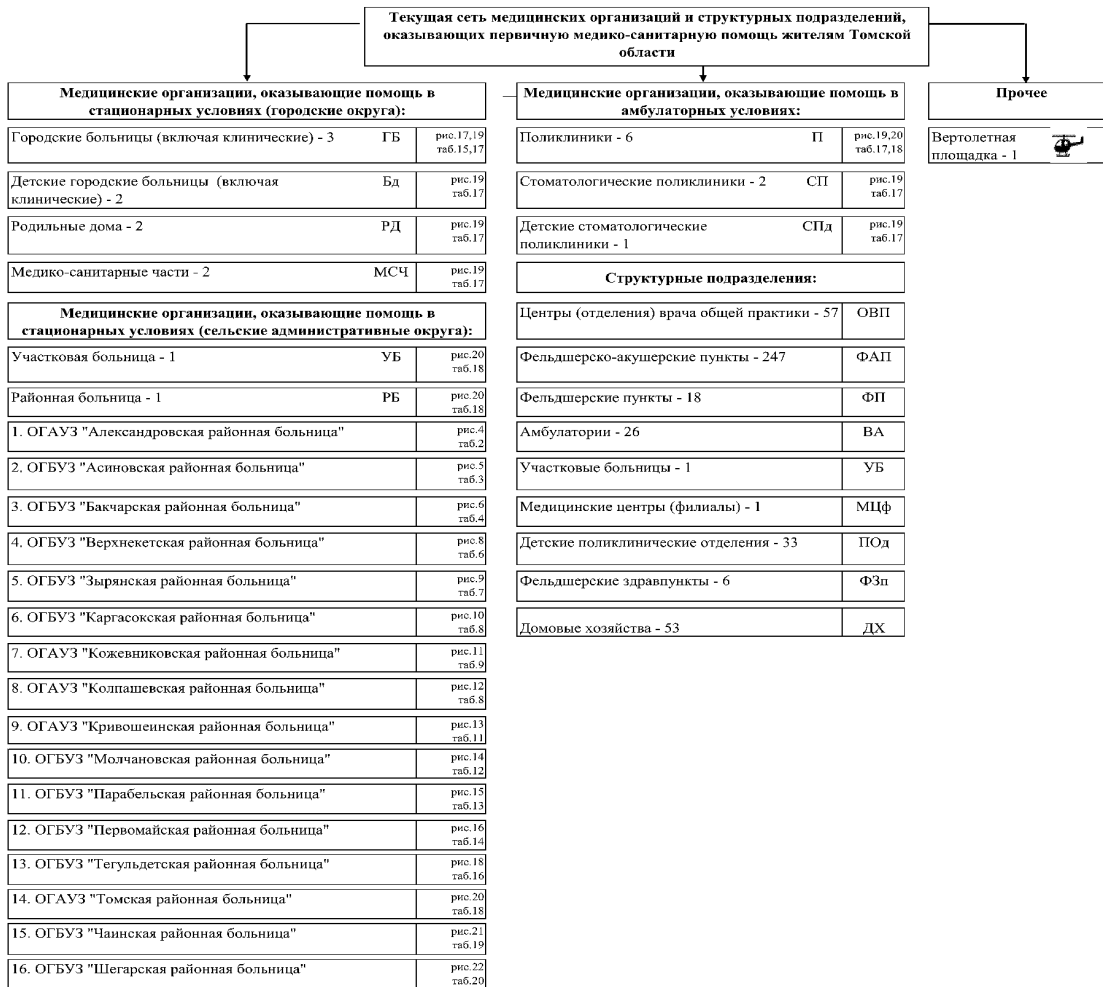 Текущая сеть медицинских организаций и структурных подразделений,
оказывающих первичную медико-санитарную помощь жителям Томской
области
Медицинские организации, оказывающие помощь в
стационарных условиях (городские округа):
Городские больницы (включая клинические) - 3 ГБ рис.17,19
таб.15,17
Детские городские больницы (включая Бд рис.19
клинические) - 2 таб.17
Родильные дома - 2 РД рис.19
таб.17
Медико-санитарные части - 2 МСЧ рис.19
таб.17
Медицинские организации, оказывающие помощь в
стационарных условиях (сельские административные округа):
Участковая больница - 1 УБ рис.20
таб.18
Районная больница - 1 РБ рис.20
таб.18
1. ОГАУЗ "Александровская районная больница" рис.4
таб.2
2. ОГБУЗ "Асиновская районная больница" рис.5
таб.3
3. ОГБУЗ "Бакчарская районная больница" рис.6
таб.4
4. ОГБУЗ "Верхнекетская районная больница" рис.8
таб.6
5. ОГБУЗ "Зырянская районная больница" рис.9
таб.7
6. ОГБУЗ "Каргасокская районная больница" рис.10
таб.8
7. ОГАУЗ "Кожевниковская районная больница" рис.11
таб.9
8. ОГАУЗ "Колпашевская районная больница" рис.12
таб.8
9. ОГАУЗ "Кривошеинская районная больница" рис.13
таб.11
10. ОГБУЗ "Молчановская районная больница" рис.14
таб.12
11. ОГБУЗ "Парабельская районная больница" рис.15
таб.13
12. ОГБУЗ "Первомайская районная больница" рис.16
таб.14
13. ОГБУЗ "Тегульдетская районная больница" рис.18
таб.16
14. ОГАУЗ "Томская районная больница" рис.20
таб.18
15. ОГБУЗ "Чаинская районная больница" рис.21
таб.19
16. ОГБУЗ "Шегарская районная больница" рис.22
таб.20
Медицинские организации, оказывающие помощь в
амбулаторных условиях:
Поликлиники - 6 П рис.19,20
таб.17,18
Стоматологические поликлиники - 2 СП рис.19
таб.17
Детские стоматологические СПд рис.19
поликлиники - 1 таб.17
Структурные подразделения:
Центры (отделения) врача общей практики - 57 ОВП
Фельдшерско-акушерские пункты - 247 ФАП
Фельдшерские пункты - 18 ФП
Амбулатории - 26 ВА
Участковые больницы - 1 УБ
Медицинские центры (филиалы) - 1 МЦф
Детские поликлинические отделения - 33 ПОд
Фельдшерские здравпункты - 6 ФЗп
Домовые хозяйства - 53 ДХ
Прочее
Вертолетная
площадка - 1